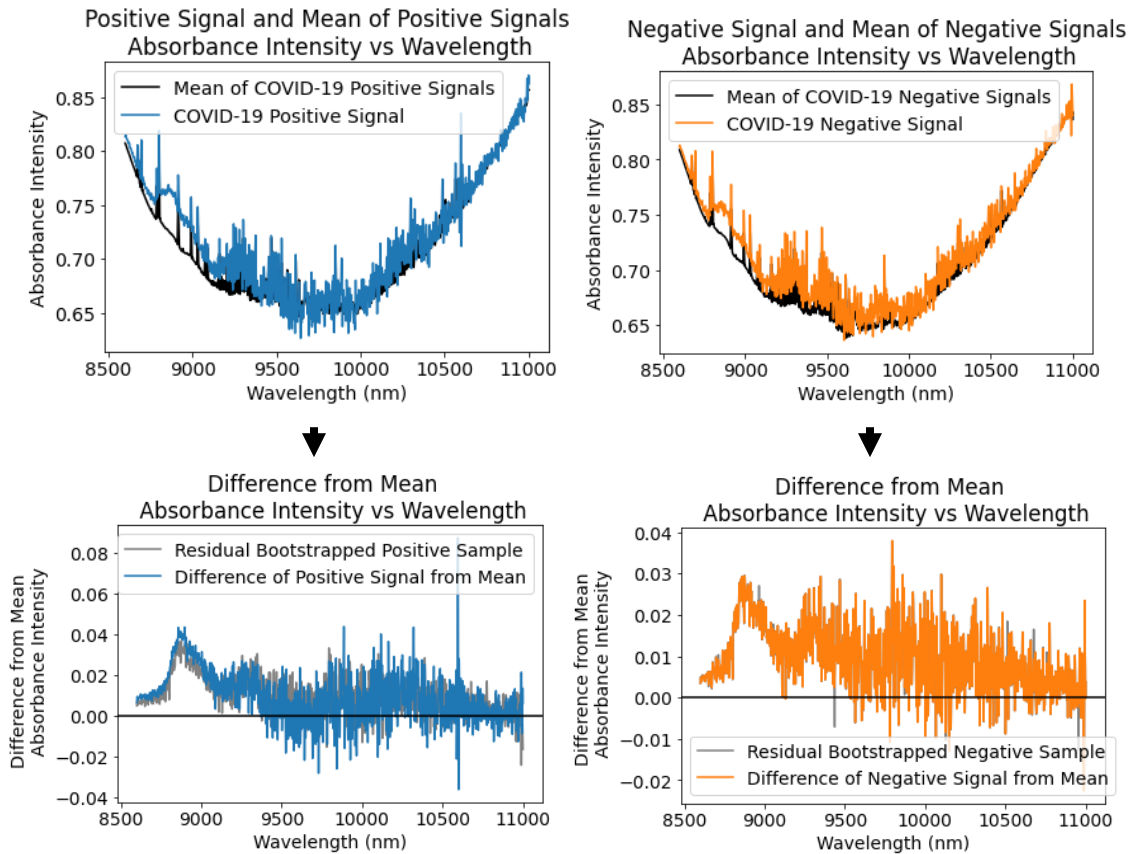 Positive Signal and Mean of Positive Signals
Absorbance Intensity vs Wavelength
Mean of COVID-19 Positive Signals
COVID-19 Positive Signal
Absorbance Intensity
0.85
0.80
0.75
0.70
0.65
8500 9000 9500 10000 10500 11000
Wavelength (nm)
Negative Signal and Mean of Negative Signals
Absorbance Intensity vs Wavelength
Mean of COVID-19 Negative Signals
COVID-19 Negative Signal
Absorbance Intensity
0.85
0.80
0.75
0.70
0.65
8500 9000 9500 10000 10500 11000
Wavelength (nm)
Difference from Mean
Absorbance Intensity vs Wavelength
Residual Bootstrapped Positive Sample
Difference of Positive Signal from Mean
Difference from Mean
Absorbance Intensity
0.08
0.06
0.04
0.02
0.00
−0.02
−0.04
8500 9000 9500 10000 10500 11000
Wavelength (nm)
Difference from Mean
Absorbance Intensity vs Wavelength
Difference from Mean
Absorbance Intensity
0.04
0.03
0.02
0.01
0.00
−0.01
−0.02
Residual Bootstrapped Negative Sample
Difference of Negative Signal from Mean
8500 9000 9500 10000 10500 11000
Wavelength (nm)